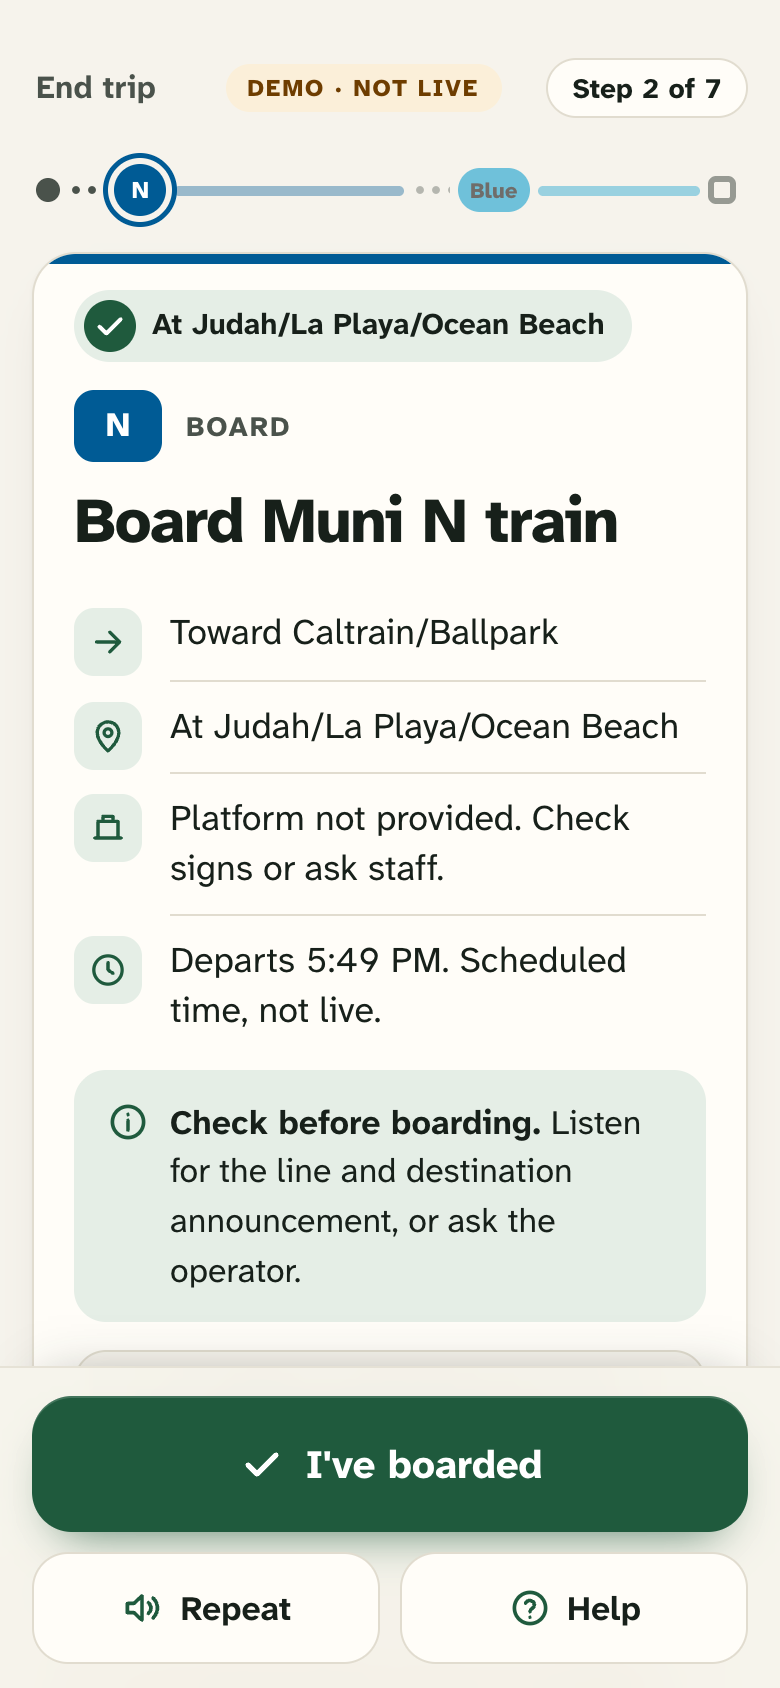 End trip
DEMO · NOT LIVE
Step 2 of 7
N
Blue
At Judah/La Playa/Ocean Beach
N
BOARD
Board Muni N train
Toward Caltrain/Ballpark
At Judah/La Playa/Ocean Beach
Platform not provided. Check
signs or ask staff.
Departs 5:49 PM. Scheduled
time, not live.
Check before boarding. Listen
for the line and destination
announcement, or ask the
operator.
I've boarded
Repeat
Help